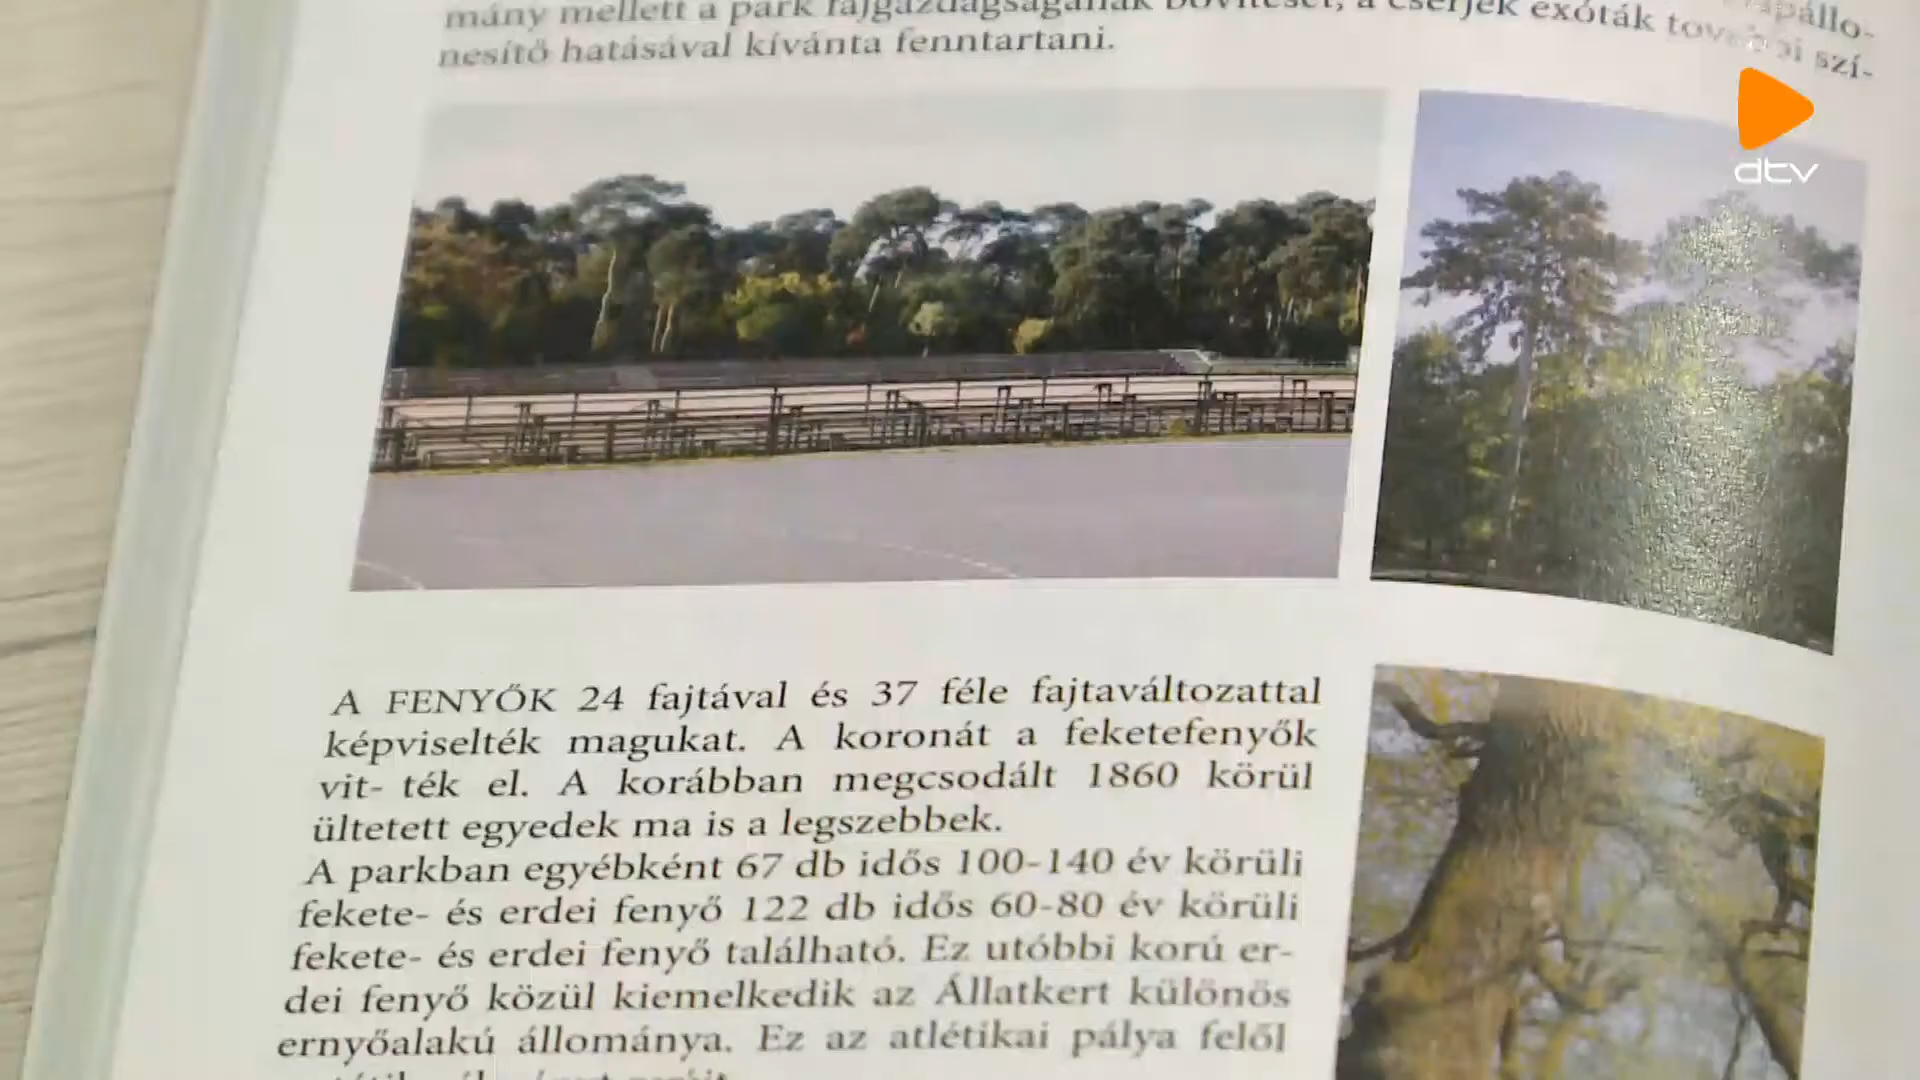 mány mellett a park fajgazdagságának bővítését, a cserjék exóták további szí-
nesítő hatásával kívánta fenntartani.
dtv
A FENYŐK 24 fajtával és 37 féle fajtaváltozattal
képviselték magukat. A koronát a feketefenyők
vit- ték el. A korábban megcsodált 1860 körül
ültetett egyedek ma is a legszebbek.
A parkban egyébként 67 db idős 100-140 év körüli
fekete- és erdei fenyő 122 db idős 60-80 év körüli
fekete- és erdei fenyő található. Ez utóbbi korú er-
dei fenyő közül kiemelkedik az Állatkert különös
ernyőalakú állománya. Ez az atlétikai pálya felől